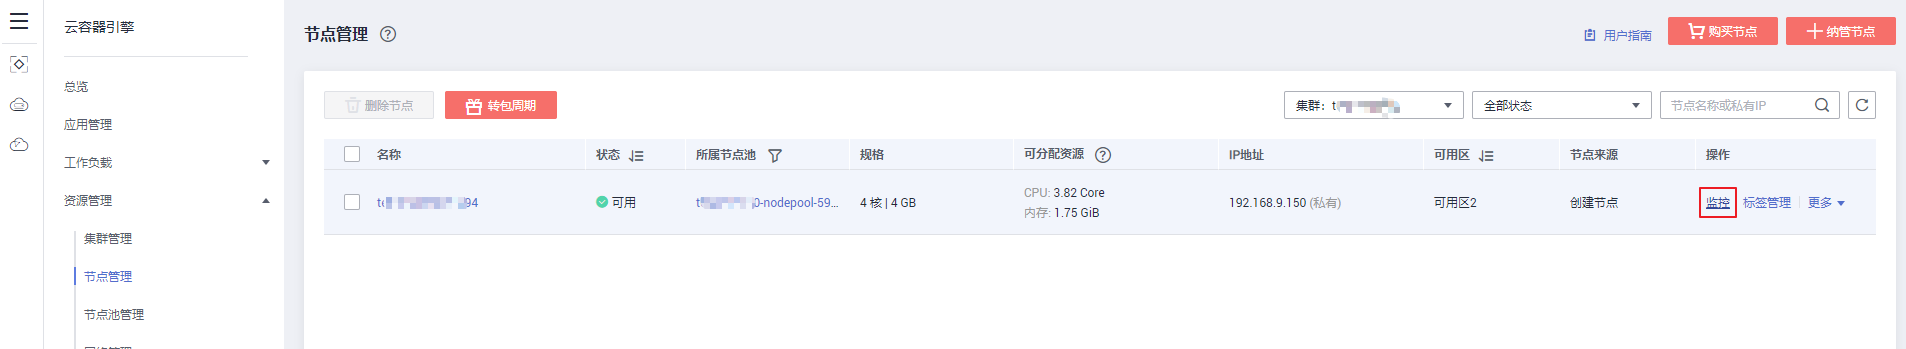 云容器引擎
总览
应用管理
工作负载
资源管理
集群管理
节点管理
节点池管理
节点管理
用户指南
购买节点
纳管节点
删除节点
转包周期
集群：t
全部状态
节点名称或私有IP
名称 状态 所属节点池 规格 可分配资源 IP地址 可用区 节点来源 操作
94 可用 0-nodepool-59... 4 核 | 4 GB CPU: 3.82 Core 192.168.9.150 (私有) 可用区2 创建节点 监控 标签管理 更多
内存: 1.75 GiB